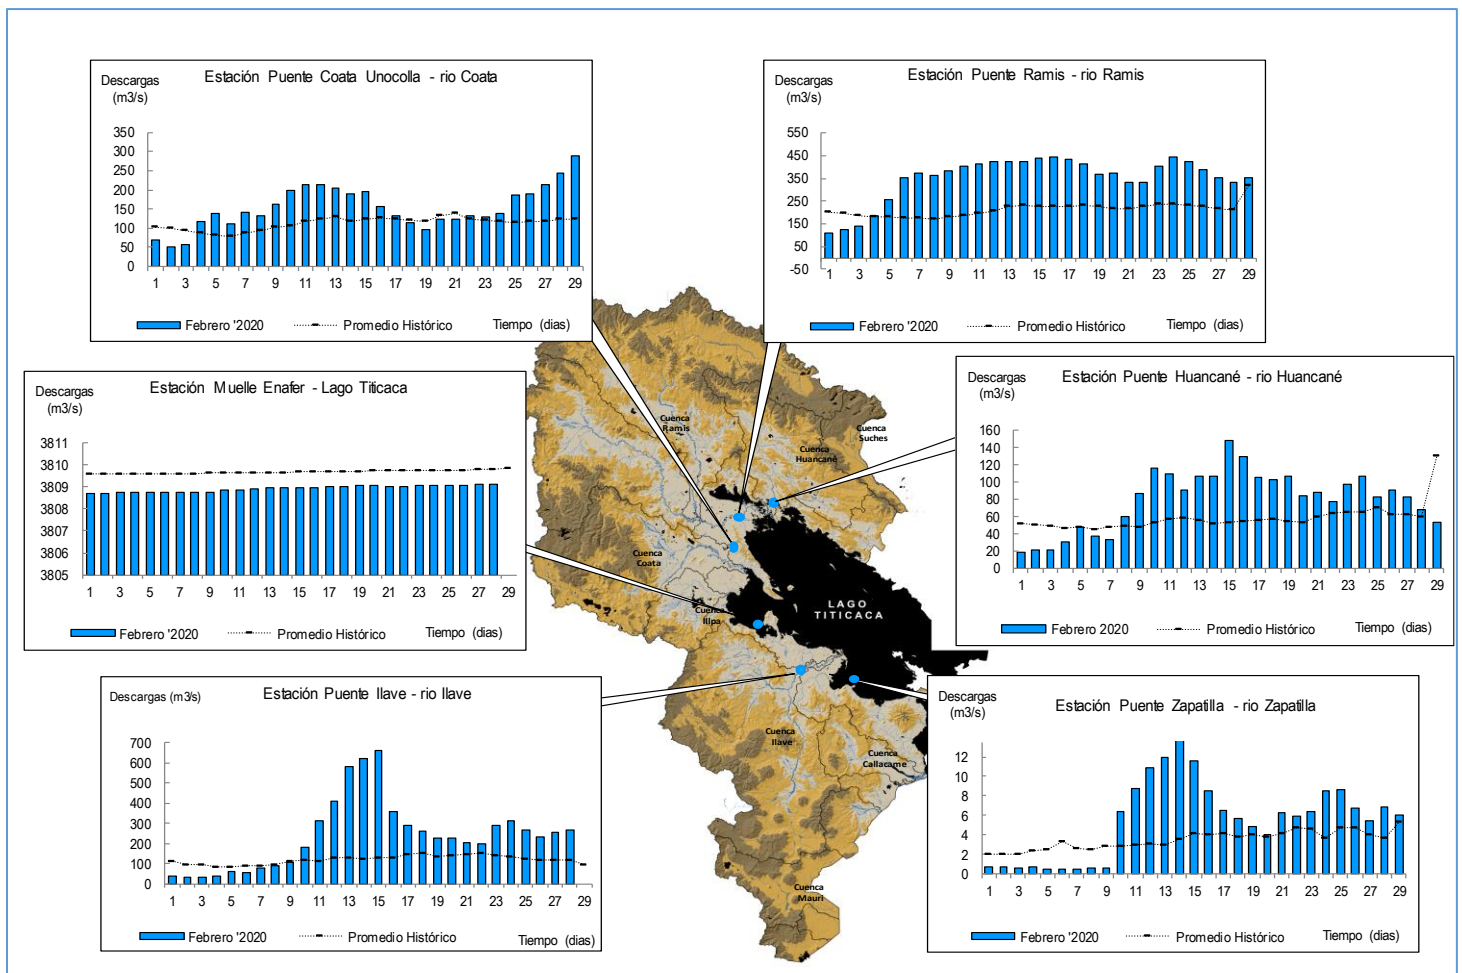 Estación Puente Coata Unocolla - rio Coata
Descargas
(m3/s)
350
300
250
200
150
100
50
0
1 3 5 7 9 11 13 15 17 19 21 23 25 27 29
Febrero '2020 Promedio Histórico Tiempo (dias)
Estación Puente Ramis - rio Ramis
Descargas
(m3/s)
550
450
350
250
150
50
-50
1 3 5 7 9 11 13 15 17 19 21 23 25 27 29
Febrero '2020 Promedio Histórico Tiempo (dias)
Estación Muelle Enafer - Lago Titicaca
Descargas
(m3/s)
3811
3810
3809
3808
3807
3806
3805
1 3 5 7 9 11 13 15 17 19 21 23 25 27 29
Febrero '2020 Promedio Histórico Tiempo (dias)
Estación Puente Huancané - rio Huancané
Descargas
(m3/s)
160
140
120
100
80
60
40
20
0
1 3 5 7 9 11 13 15 17 19 21 23 25 27 29
Febrero 2020 Promedio Histórico Tiempo (dias)
Cuenca
Ramis
Cuenca
Suches
Cuenca
Huancané
Cuenca
Coata
Cuenca
Illpa
LAGO
TITICACA
Cuenca
Ilave
Cuenca
Callacame
Cuenca
Mauri
Estación Puente Ilave - rio Ilave
Descargas (m3/s)
700
600
500
400
300
200
100
0
1 3 5 7 9 11 13 15 17 19 21 23 25 27 29
Febrero '2020 Promedio Histórico Tiempo (dias)
Descargas
(m3/s)
Estación Puente Zapatilla - rio Zapatilla
12
10
8
6
4
2
0
1 3 5 7 9 11 13 15 17 19 21 23 25 27 29
Febrero '2020 Promedio Histórico Tiempo (dias)